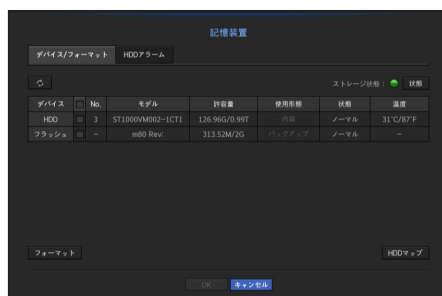 記憶装置
デバイス/フォーマット HDDアラーム
ストレージ状態: 状態
デバイス No. モデル 許容量 使用形態 状態 温度
HDD 3 ST1000VM002-1CT1 126.96G/0.99T 内蔵 ノーマル 31℃/87℉
フラッシュ - m80 Rev: 313.52M/2G バックアップ ノーマル -
フォーマット HDDマップ
OK キャンセル